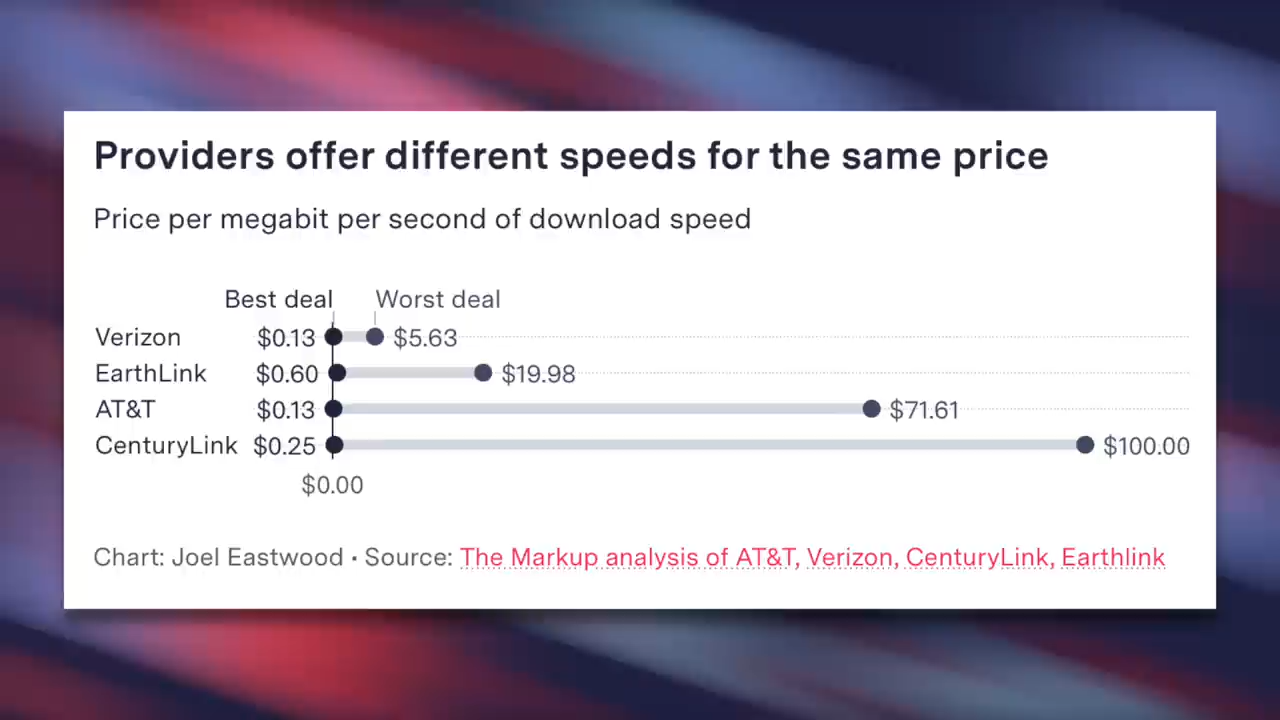 Providers offer different speeds for the same price
Price per megabit per second of download speed
Best deal Worst deal
Verizon $0.13 $5.63
EarthLink $0.60 $19.98
AT&T $0.13 $71.61
CenturyLink $0.25 $100.00
$0.00
Chart: Joel Eastwood • Source: The Markup analysis of AT&T, Verizon, CenturyLink, Earthlink